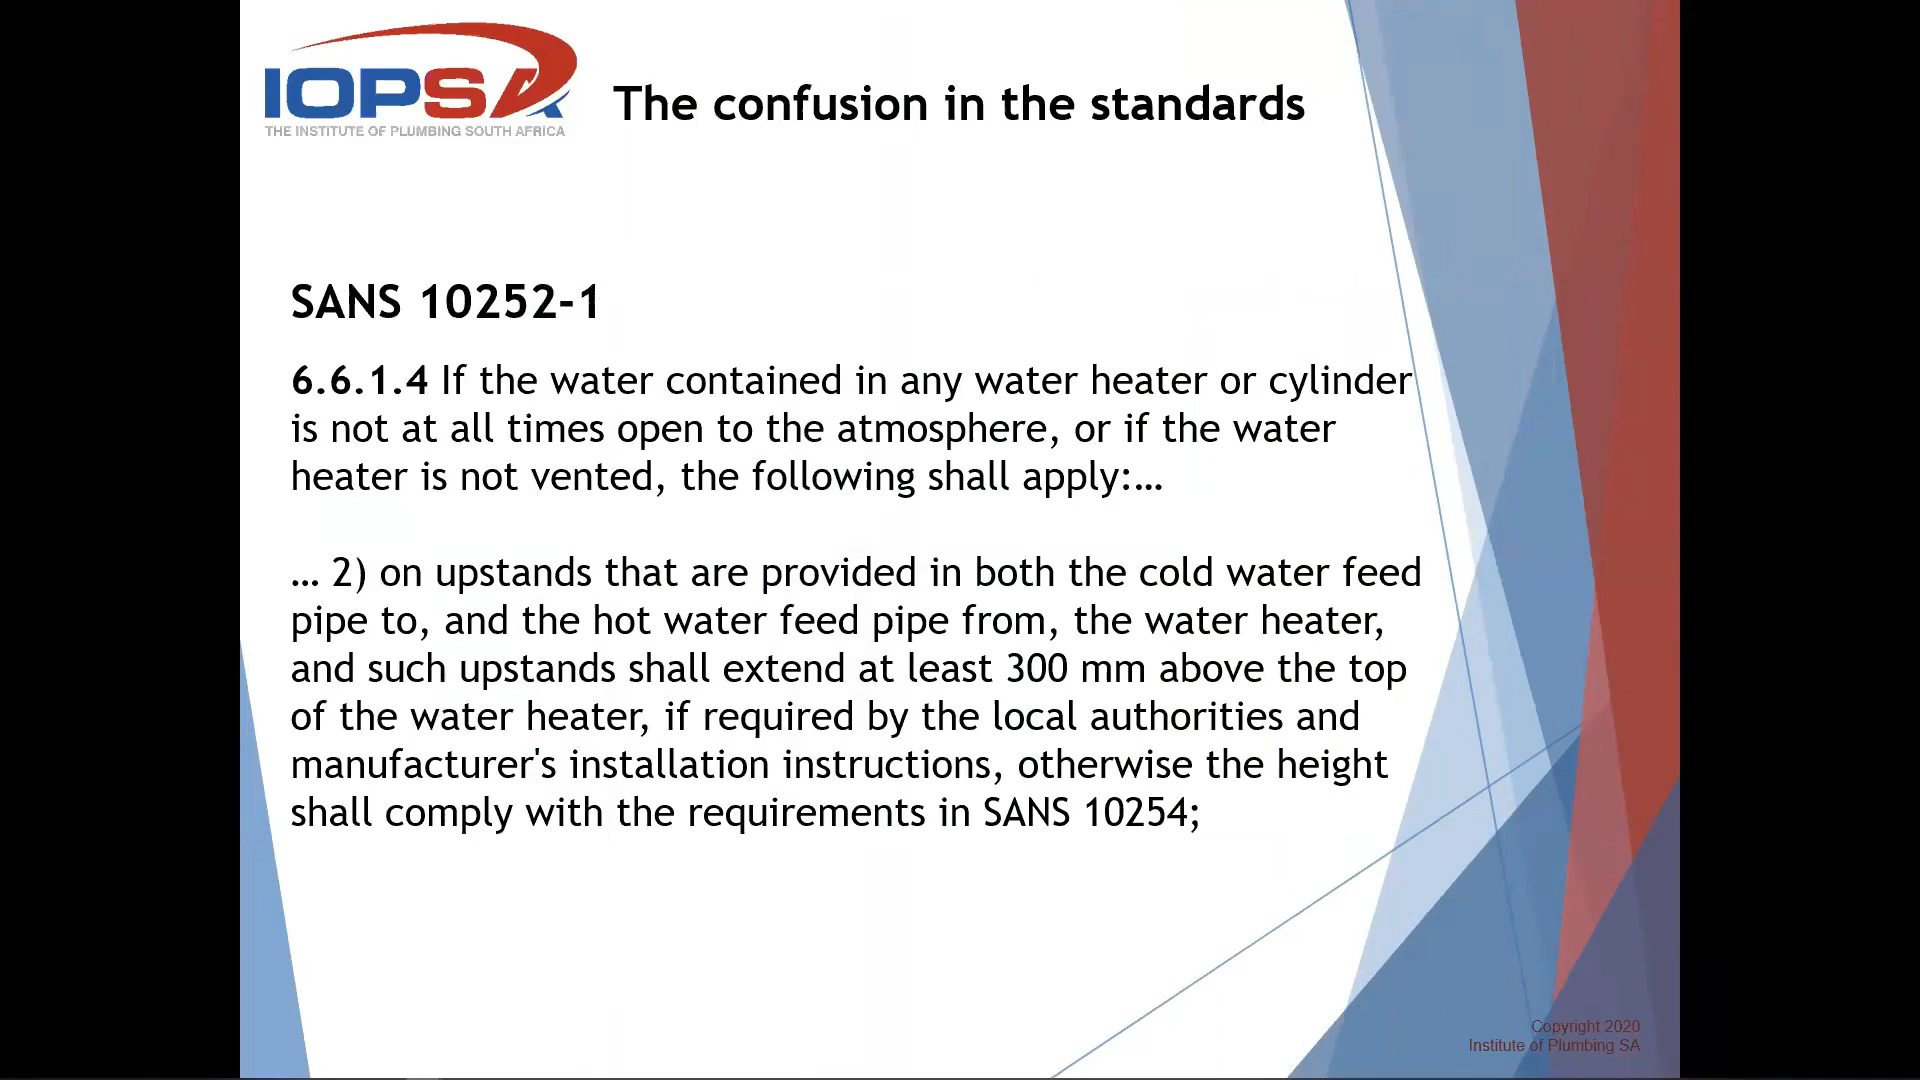 IOPSA
THE INSTITUTE OF PLUMBING SOUTH AFRICA
The confusion in the standards
SANS 10252-1
6.6.1.4 If the water contained in any water heater or cylinder
is not at all times open to the atmosphere, or if the water
heater is not vented, the following shall apply:…
… 2) on upstands that are provided in both the cold water feed
pipe to, and the hot water feed pipe from, the water heater,
and such upstands shall extend at least 300 mm above the top
of the water heater, if required by the local authorities and
manufacturer's installation instructions, otherwise the height
shall comply with the requirements in SANS 10254;
Copyright 2020
Institute of Plumbing SA